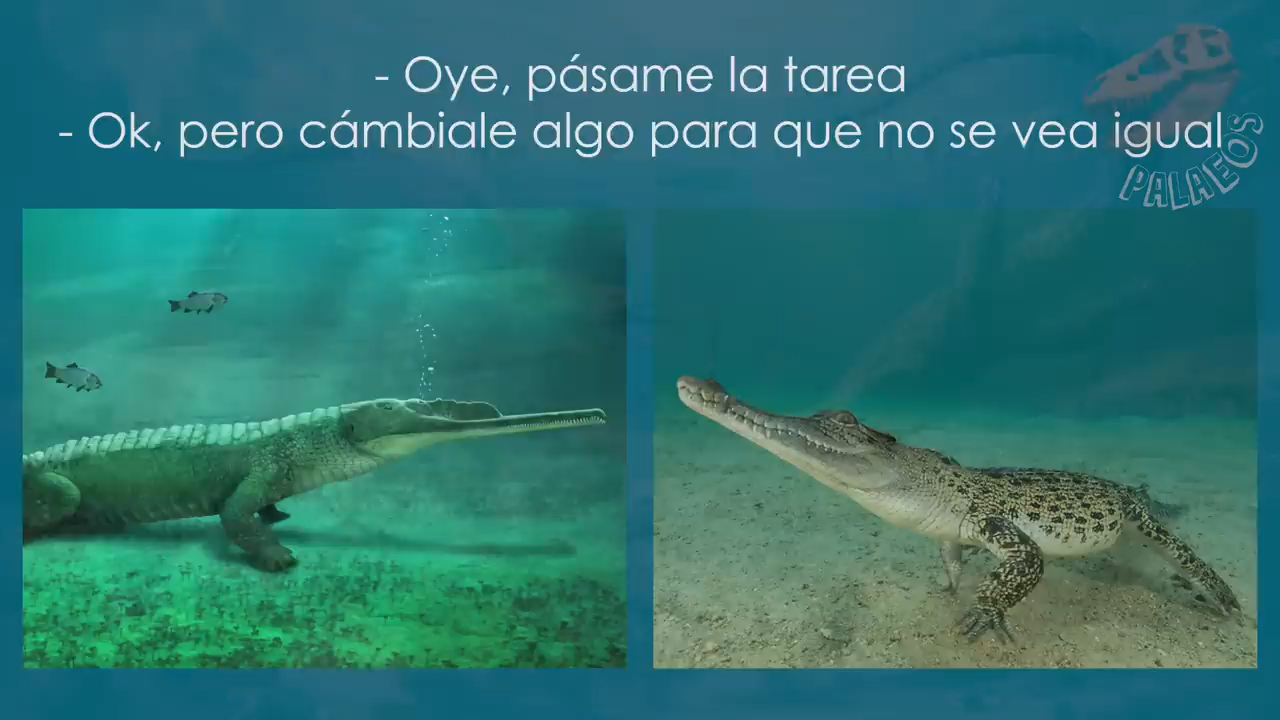 - Oye, pásame la tarea
- Ok, pero cámbiale algo para que no se vea igual
PALAEOS